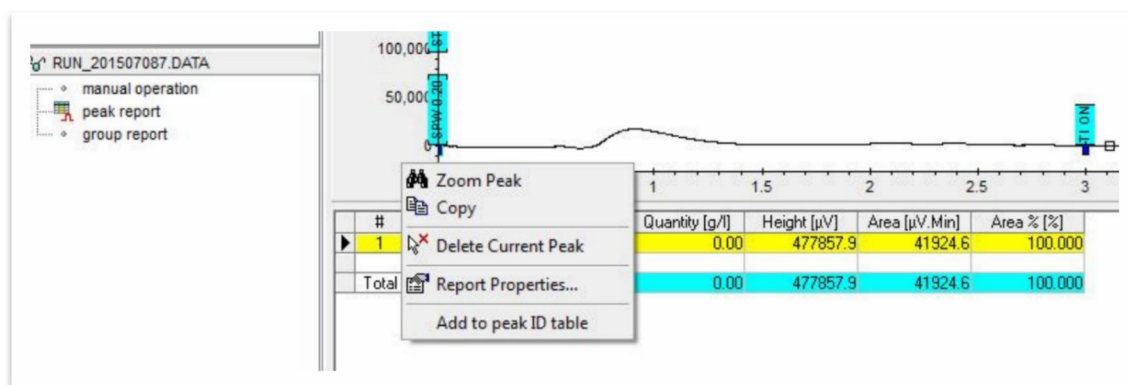 RUN_201507087.DATA
manual operation
peak report
group report
100,000
50,000
0
SPW 0.20
TI ON
1 1.5 2 2.5 3
Zoom Peak
Copy
Delete Current Peak
Report Properties...
Add to peak ID table
# Quantity [g/l] Height [µV] Area [µV.Min] Area % [%]
1 0.00 477857.9 41924.6 100.000
Total 0.00 477857.9 41924.6 100.000